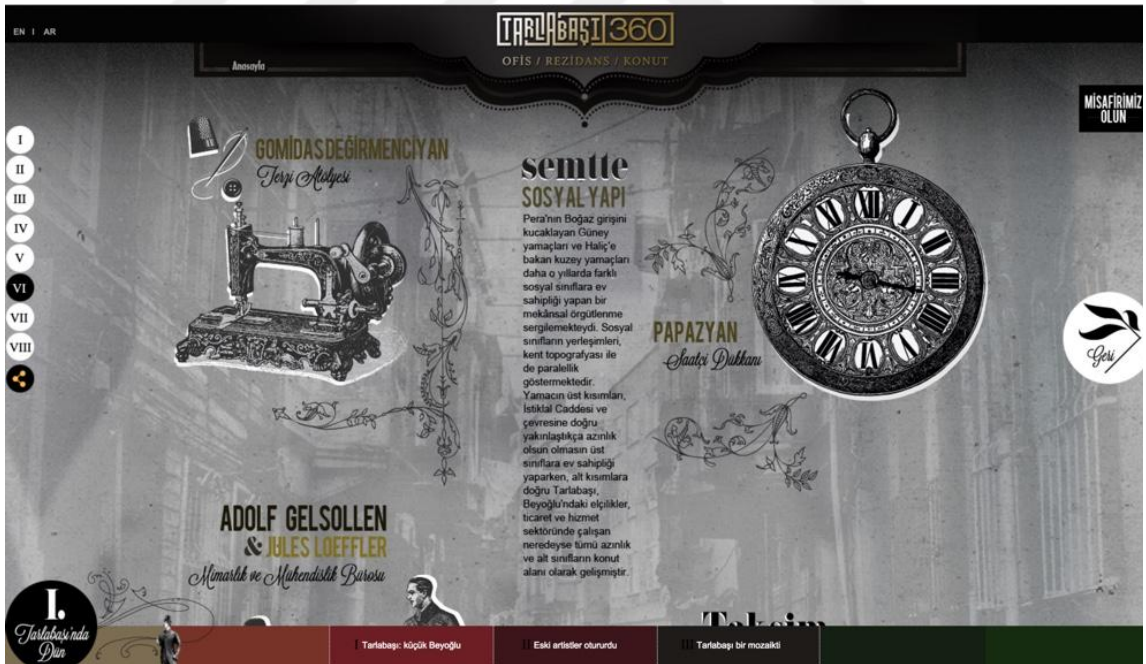 EN I AR
TARLABAŞI 360
OFİS / REZİDANS / KONUT
Anasayfa
MİSAFİRİMİZ
OLUN
I
II
III
IV
V
VI
VII
VIII
GOMİDAS DEĞİRMENCİYAN
Terzi Atölyesi
semtte
SOSYAL YAPI
Pera'nın Boğaz girişini
kucaklayan Güney
yamaçları ve Haliç'e
bakan kuzey yamaçları
daha o yıllarda farklı
sosyal sınıflara ev
sahipliği yapan bir
mekânsal örgütlenme
sergilemekteydi. Sosyal
sınıfların yerleşimleri,
kent topografyası ile
de paralellik
göstermektedir.
Yamacın üst kısımları,
İstiklal Caddesi ve
çevresine doğru
yakınlaştıkça azınlık
olsun olmasın üst
sınıflara ev sahipliği
yaparken, alt kısımlara
doğru Tarlabaşı,
Beyoğlu'ndaki elçilikler,
ticaret ve hizmet
sektöründe çalışan
neredeyse tümü azınlık
ve alt sınıfların konut
alanı olarak gelişmiştir.
PAPAZYAN
Saatçi Dükkanı
Geri
ADOLF GELSOLLEN
& JULES LOEFFLER
Mimarlık ve Mühendislik Burosu
Taksim
I.
Tarlabaşı'nda
Dün
I Tarlabaşı: küçük Beyoğlu
II Eski artistler otururdu
III Tarlabaşı bir mozaikti